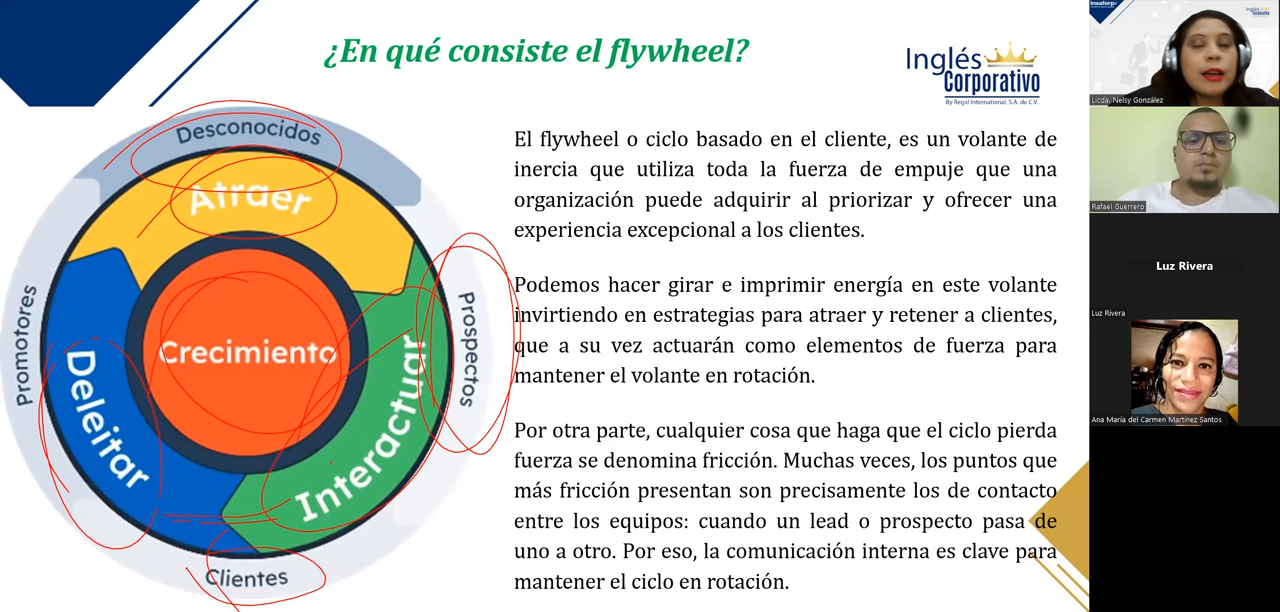 ¿En qué consiste el flywheel?
Inglés
Corporativo
By Regal International, S.A. de C.V.
Desconocidos
Atraer
Promotores
Crecimiento
Prospectos
Deleitar
Interactuar
Clientes
El flywheel o ciclo basado en el cliente, es un volante de
inercia que utiliza toda la fuerza de empuje que una
organización puede adquirir al priorizar y ofrecer una
experiencia excepcional a los clientes.
Podemos hacer girar e imprimir energía en este volante
invirtiendo en estrategias para atraer y retener a clientes,
que a su vez actuarán como elementos de fuerza para
mantener el volante en rotación.
Por otra parte, cualquier cosa que haga que el ciclo pierda
fuerza se denomina fricción. Muchas veces, los puntos que
más fricción presentan son precisamente los de contacto
entre los equipos: cuando un lead o prospecto pasa de
uno a otro. Por eso, la comunicación interna es clave para
mantener el ciclo en rotación.
Insaforp
Licda. Nelsy González
Rafael Guerrero
Luz Rivera
Luz Rivera
Ana María del Carmen Martínez Santos